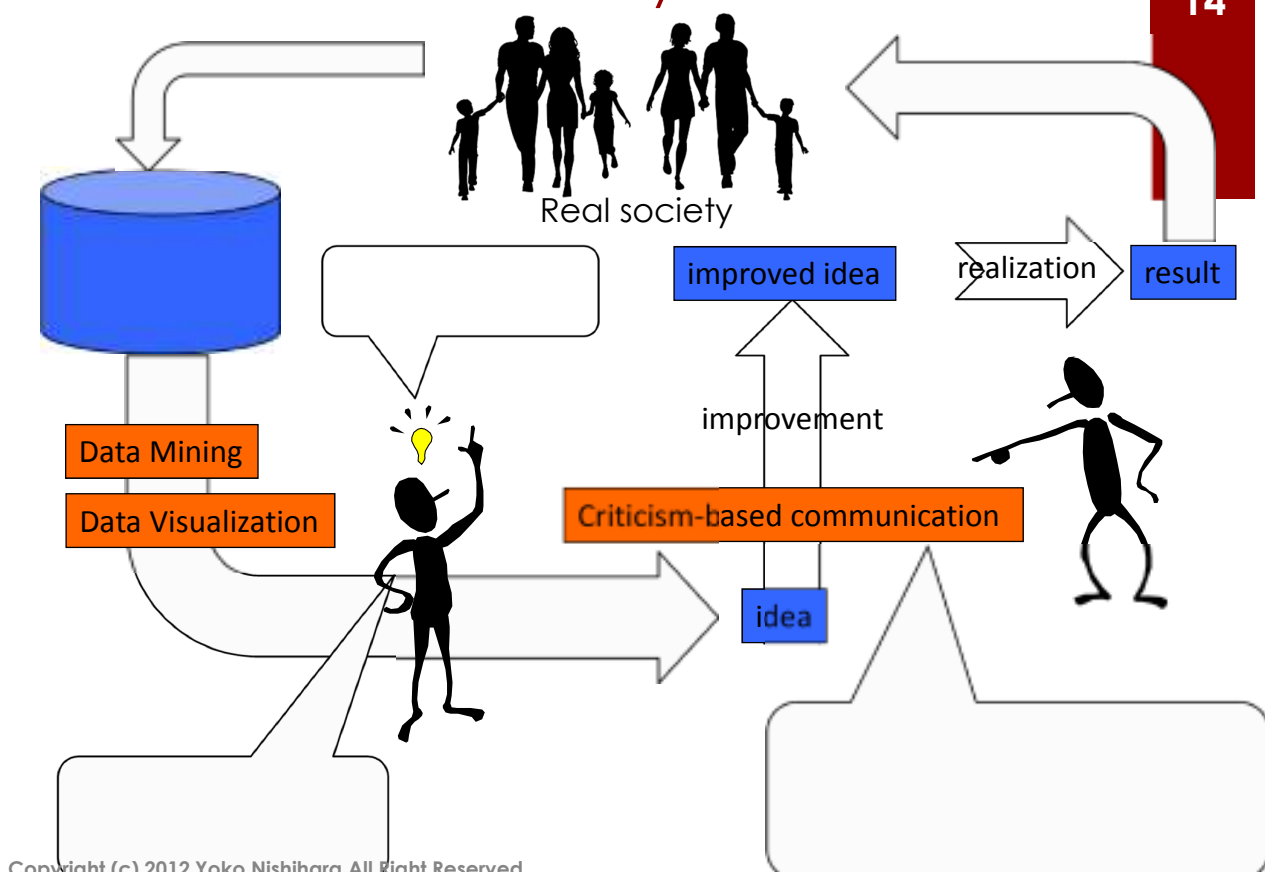 14
Real society
improved idea
realization
result
improvement
Data Mining
Data Visualization
Criticism-based communication
idea
Copyright (c) 2012 Yoko Nishihara All Right Reserved